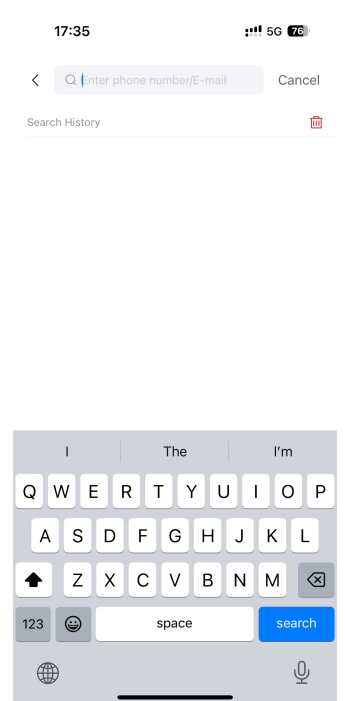 17:35 5G 76
Enter phone number/E-mail Cancel
Search History
I The I'm
Q W E R T Y U I O P
A S D F G H J K L
Z X C V B N M
123 space search